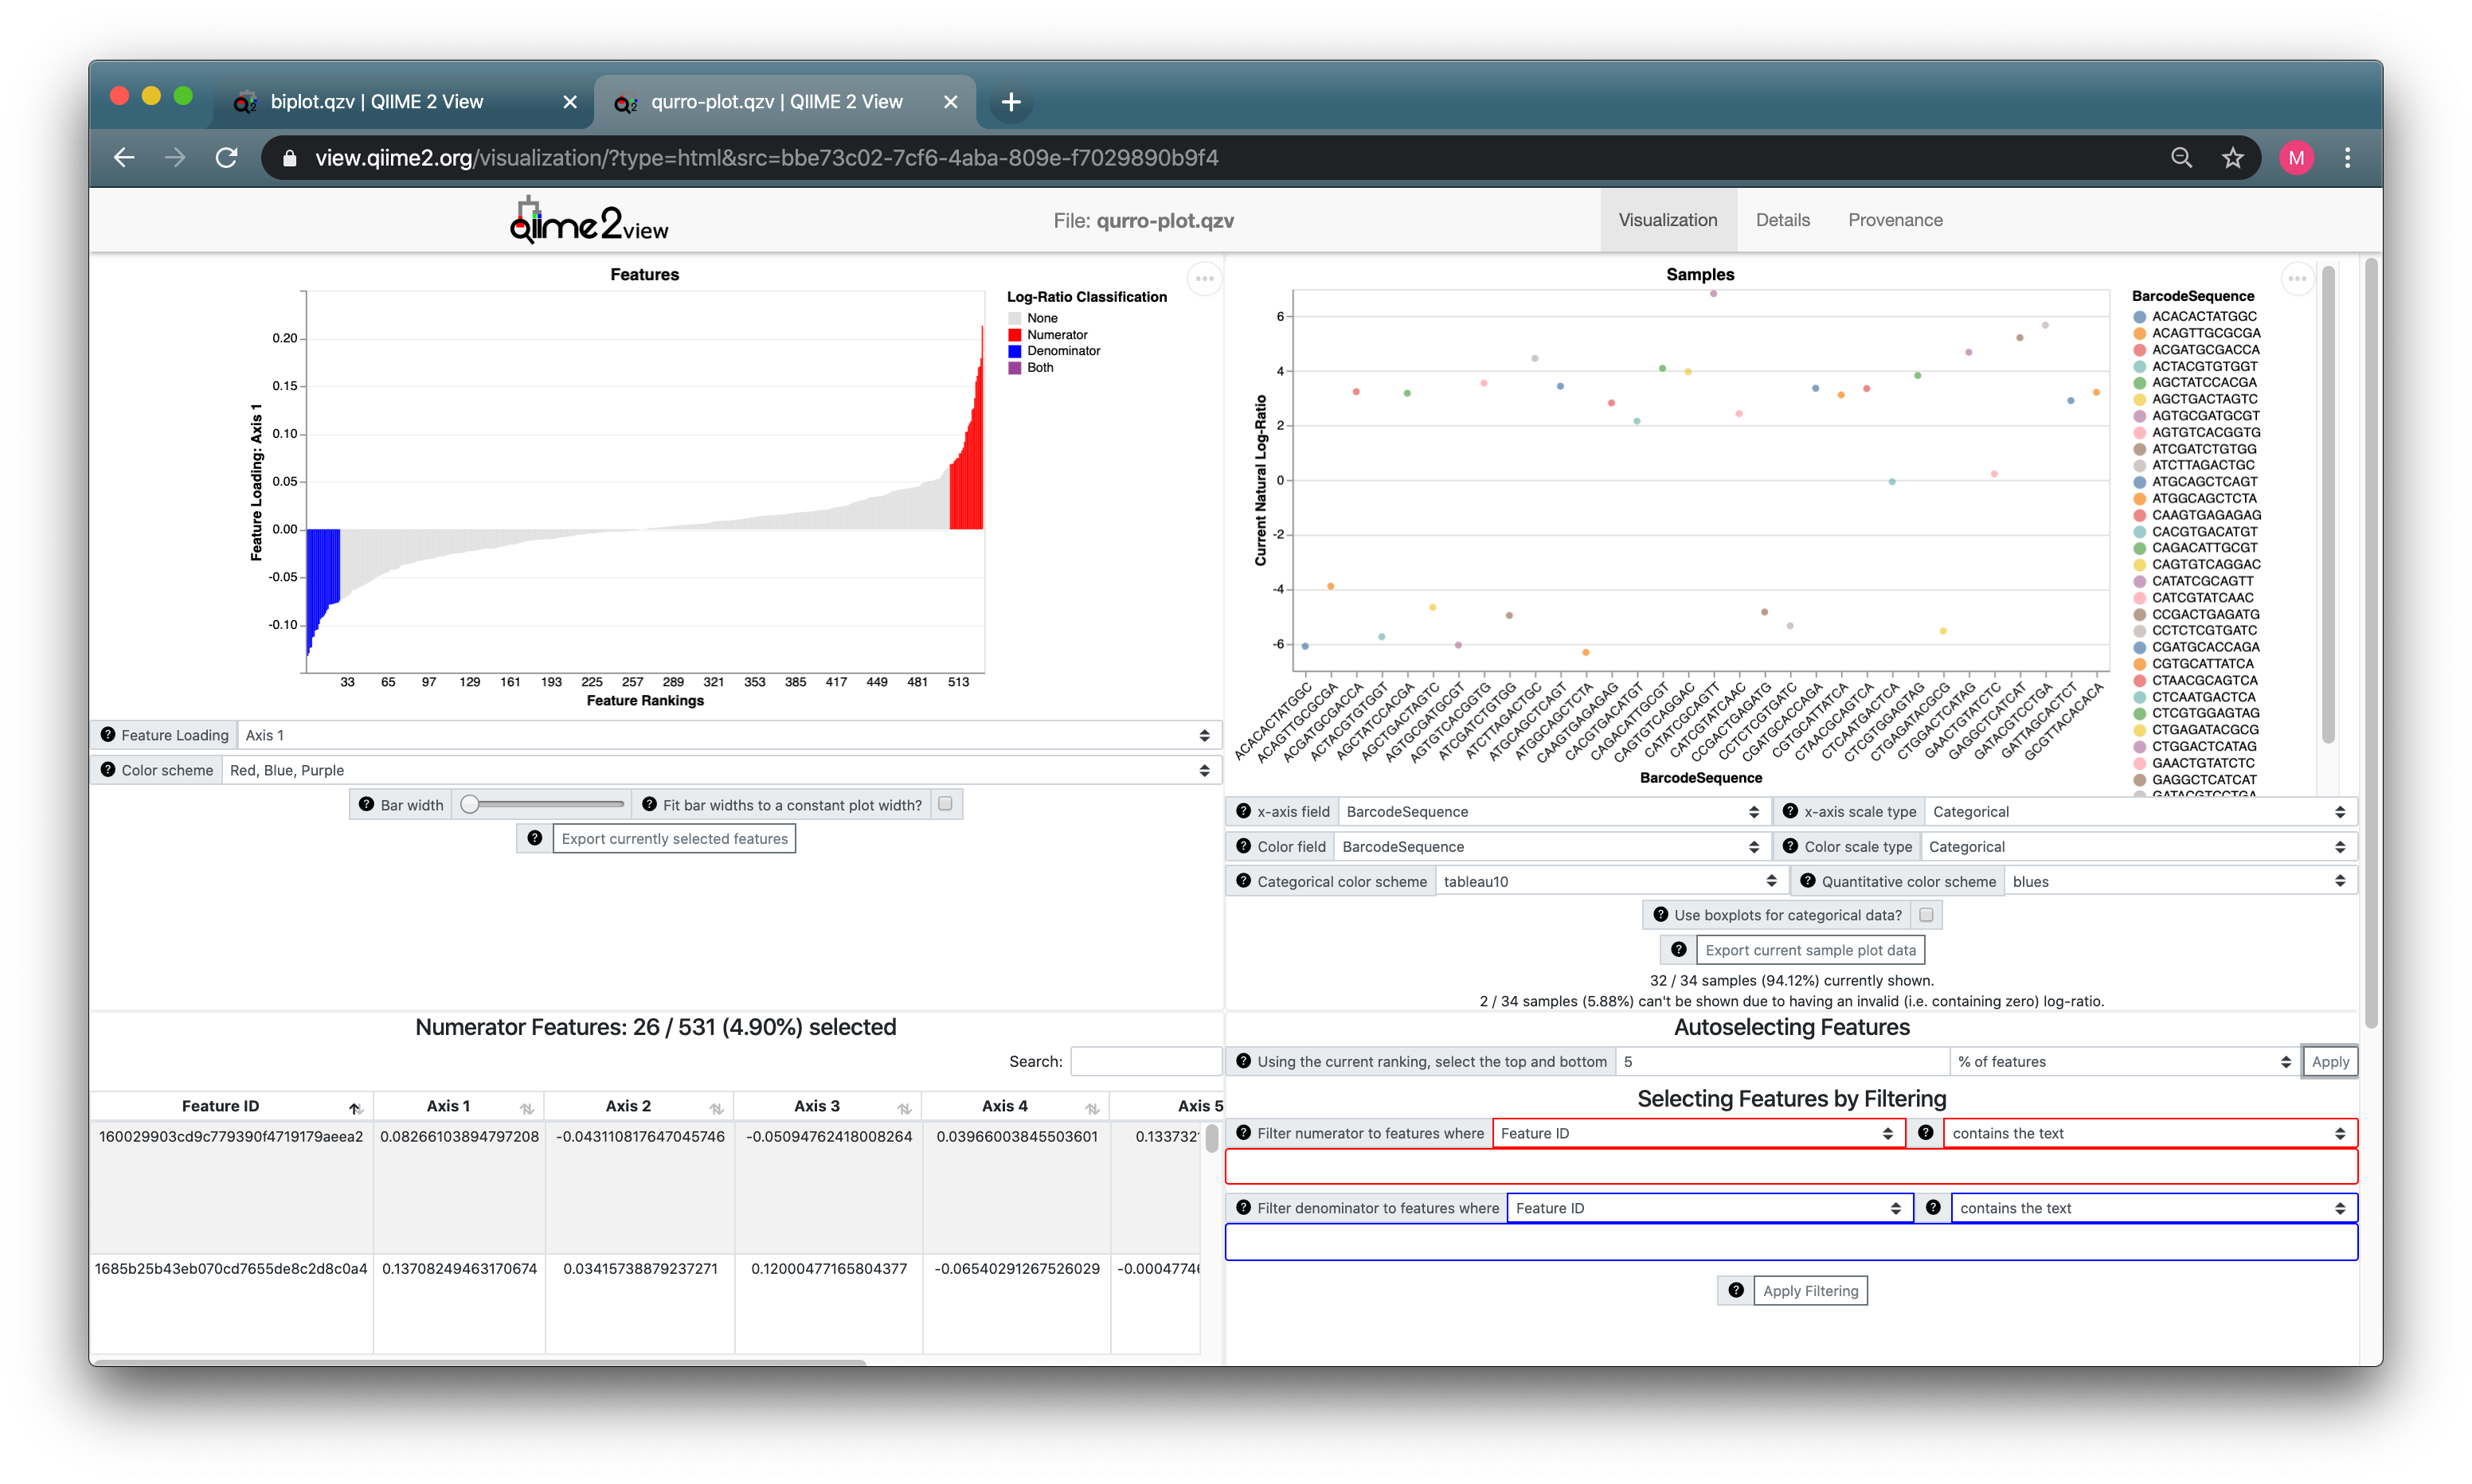 biplot.qzv | QIIME 2 View
qurro-plot.qzv | QIIME 2 View
view.qiime2.org/visualization/?type=html&src=bbe73c02-7cf6-4aba-809e-f7029890b9f4
M
qiime2view
File: qurro-plot.qzv
Visualization
Details
Provenance
Features
0.20
0.15
0.10
0.05
0.00
-0.05
-0.10
Feature Loading: Axis 1
33 65 97 129 161 193 225 257 289 321 353 385 417 449 481 513
Feature Rankings
Log-Ratio Classification
None
Numerator
Denominator
Both
Feature Loading Axis 1
Color scheme Red, Blue, Purple
Bar width Fit bar widths to a constant plot width?
Export currently selected features
Samples
6
4
2
0
-2
-4
-6
Current Natural Log-Ratio
ACACACTATGGC
ACAGTTGCGCGA
ACGATGCGACCA
ACTACGTGTGGT
AGCTATCCACGA
AGCTGACTAGTC
AGTGCGATGCGT
AGTGTCACGGTG
ATCGATCTGTGG
ATCTTAGACTGC
ATGCAGCTCAGT
ATGGCAGCTCTA
CAAGTGAGAGAG
CACGTGACATGT
CAGACATTGCGT
CAGTGTCAGGAC
CATATCGCAGTT
CATCGTATCAAC
CCGACTGAGATG
CCTCTCGTGATC
CGATGCACCAGA
CGTGCATTATCA
CTAACGCAGTCA
CTCAATGACTCA
CTCGTGGAGTAG
CTGAGATACGCG
CTGGACTCATAG
GAACTGTATCTC
GAGGCTCATCAT
GATACGTCCTGA
GATTAGCACTCT
GCGTTACACACA
BarcodeSequence
BarcodeSequence
ACACACTATGGC
ACAGTTGCGCGA
ACGATGCGACCA
ACTACGTGTGGT
AGCTATCCACGA
AGCTGACTAGTC
AGTGCGATGCGT
AGTGTCACGGTG
ATCGATCTGTGG
ATCTTAGACTGC
ATGCAGCTCAGT
ATGGCAGCTCTA
CAAGTGAGAGAG
CACGTGACATGT
CAGACATTGCGT
CAGTGTCAGGAC
CATATCGCAGTT
CATCGTATCAAC
CCGACTGAGATG
CCTCTCGTGATC
CGATGCACCAGA
CGTGCATTATCA
CTAACGCAGTCA
CTCAATGACTCA
CTCGTGGAGTAG
CTGAGATACGCG
CTGGACTCATAG
GAACTGTATCTC
GAGGCTCATCAT
GATACGTCCTGA
x-axis field BarcodeSequence x-axis scale type Categorical
Color field BarcodeSequence Color scale type Categorical
Categorical color scheme tableau10 Quantitative color scheme blues
Use boxplots for categorical data?
Export current sample plot data
32 / 34 samples (94.12%) currently shown.
2 / 34 samples (5.88%) can't be shown due to having an invalid (i.e. containing zero) log-ratio.
Numerator Features: 26 / 531 (4.90%) selected
Search:
Feature ID Axis 1 Axis 2 Axis 3 Axis 4 Axis 5
160029903cd9c779390f4719179aeea2 0.08266103894797208 -0.043110817647045746 -0.05094762418008264 0.03966003845503601 0.133732
1685b25b43eb070cd7655de8c2d8c0a4 0.13708249463170674 0.03415738879237271 0.12000477165804377 -0.06540291267526029 -0.0004774
Autoselecting Features
Using the current ranking, select the top and bottom 5 % of features Apply
Selecting Features by Filtering
Filter numerator to features where Feature ID contains the text
Filter denominator to features where Feature ID contains the text
Apply Filtering